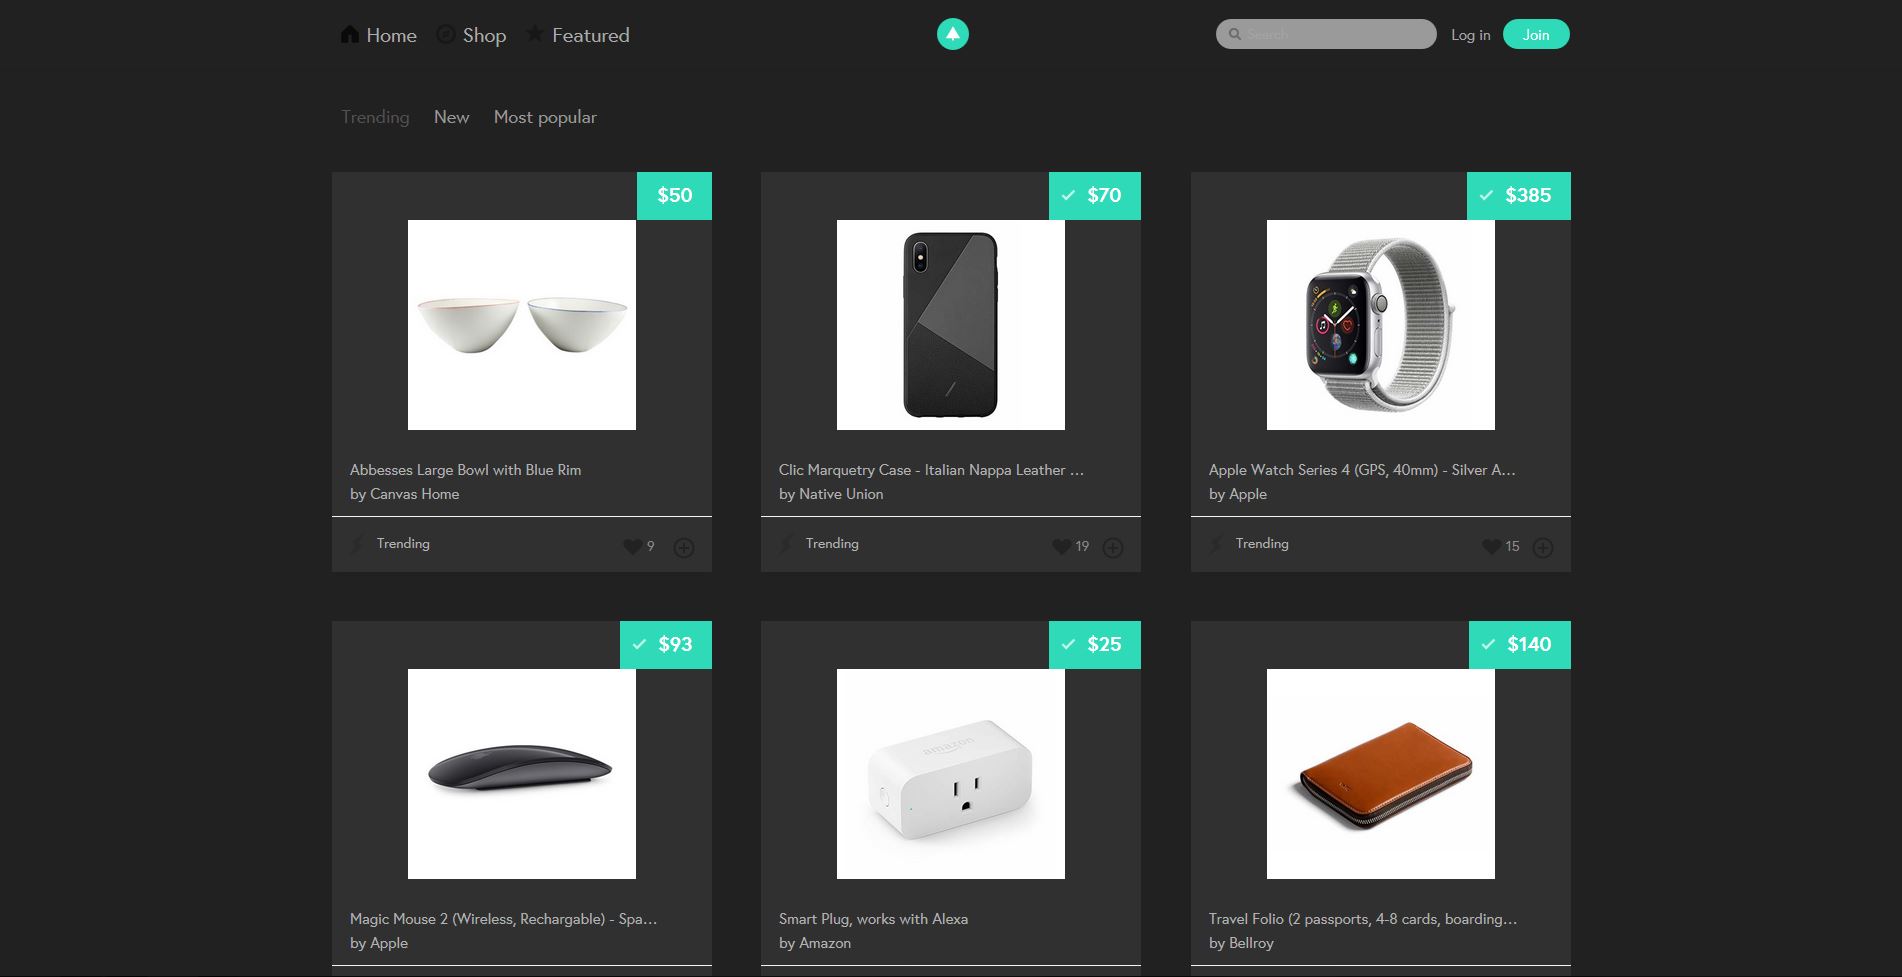 Home Shop Featured
Search Log in Join
Trending New Most popular
$50
Abbesses Large Bowl with Blue Rim
by Canvas Home
Trending 9
$70
Clic Marquetry Case - Italian Nappa Leather ...
by Native Union
Trending 19
$385
Apple Watch Series 4 (GPS, 40mm) - Silver A...
by Apple
Trending 15
$93
Magic Mouse 2 (Wireless, Rechargable) - Spa...
by Apple
$25
amazon
Smart Plug, works with Alexa
by Amazon
$140
Travel Folio (2 passports, 4-8 cards, boarding...
by Bellroy